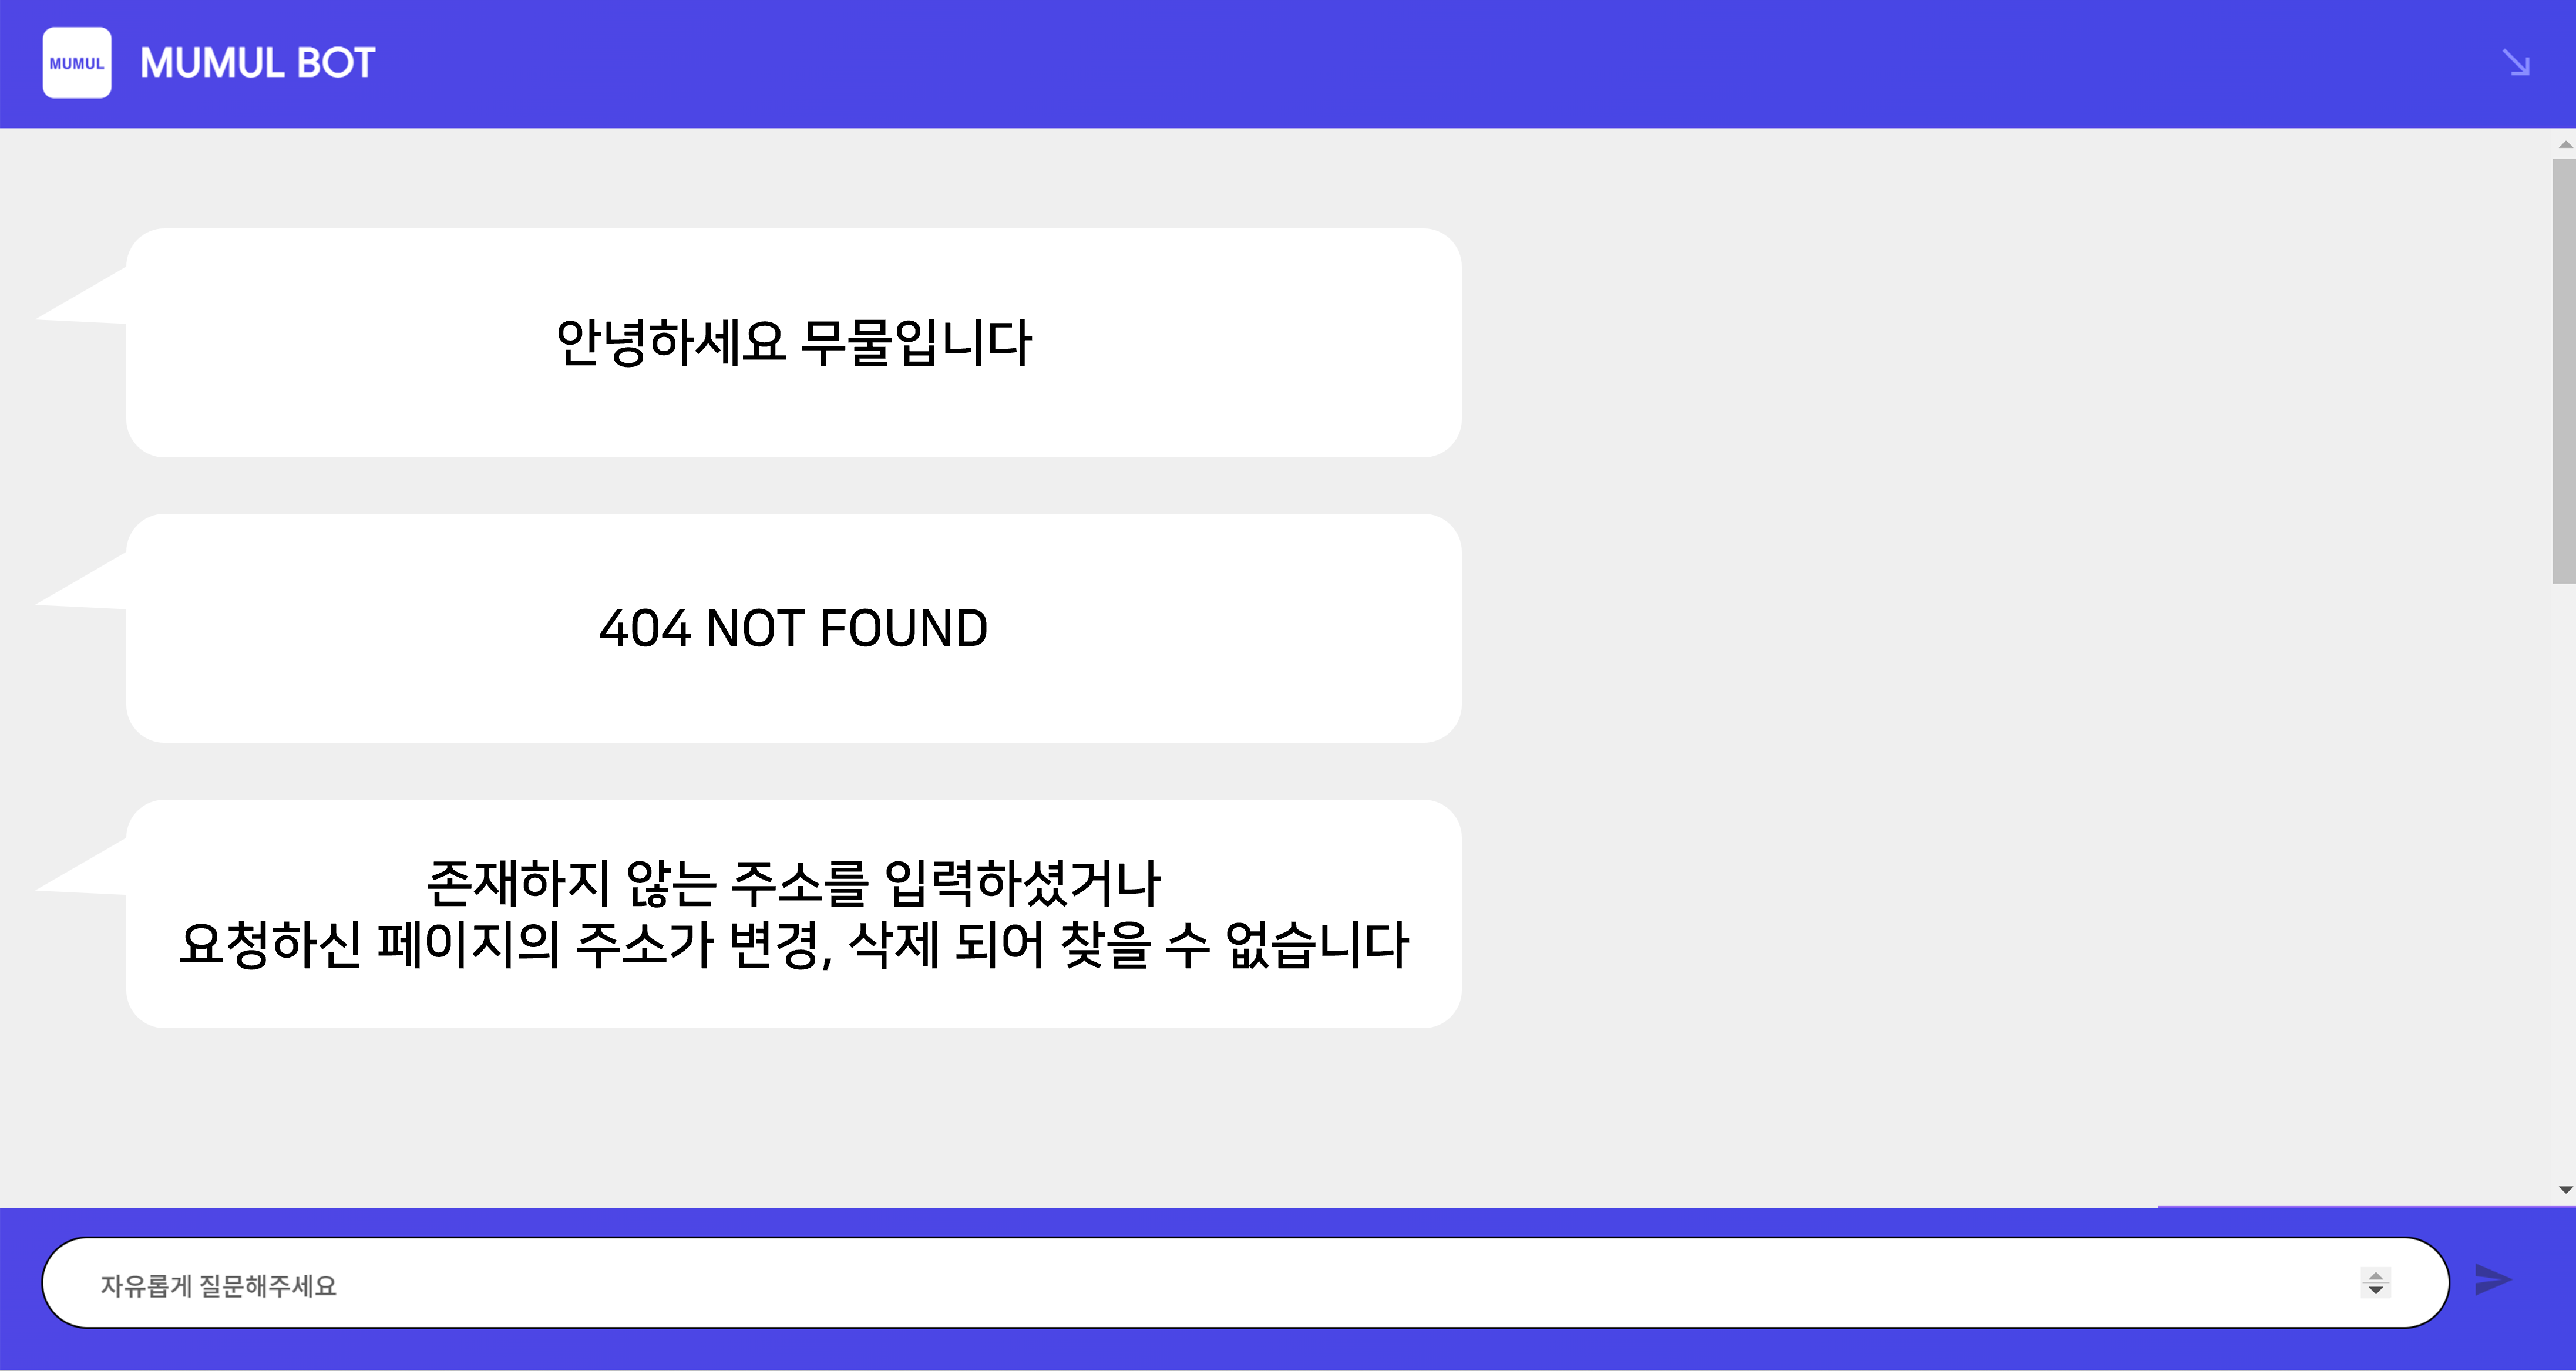 MUMUL
MUMUL BOT
안녕하세요 무물입니다
404 NOT FOUND
존재하지 않는 주소를 입력하셨거나
요청하신 페이지의 주소가 변경, 삭제 되어 찾을 수 없습니다
자유롭게 질문해주세요